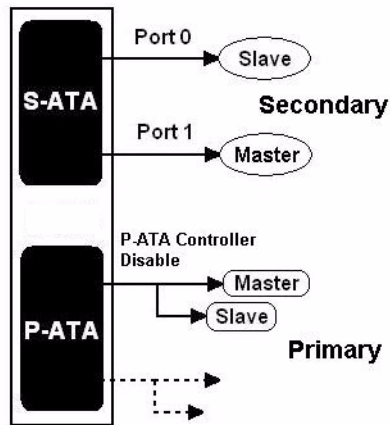 Port 0
Slave
S-ATA
Secondary
Port 1
Master
P-ATA Controller
Disable
Master
Slave
P-ATA
Primary